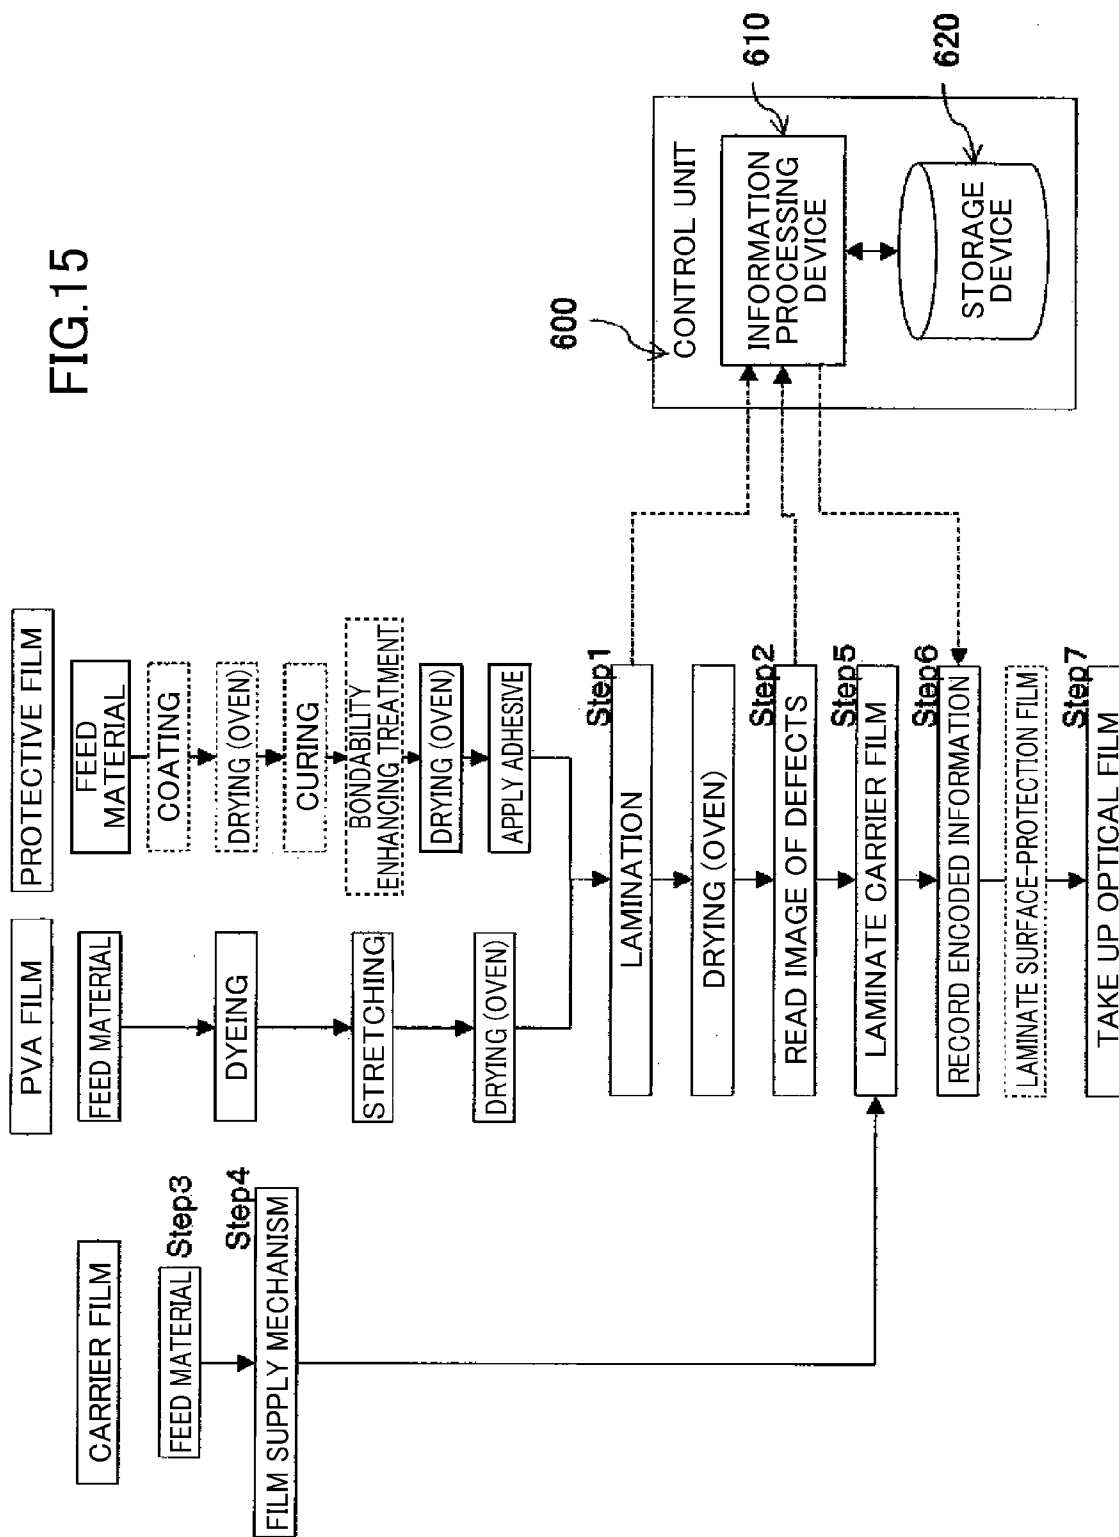 FIG.15
CARRIER FILM
FEED MATERIAL
Step3
Step4
FILM SUPPLY MECHANISM
PVA FILM
FEED MATERIAL
DYEING
STRETCHING
DRYING (OVEN)
PROTECTIVE FILM
FEED
MATERIAL
COATING
DRYING (OVEN)
CURING
BONDABILITY
ENHANCING TREATMENT
DRYING (OVEN)
APPLY ADHESIVE
Step1
LAMINATION
DRYING (OVEN)
Step2
READ IMAGE OF DEFECTS
Step5
LAMINATE CARRIER FILM
Step6
RECORD ENCODED INFORMATION
LAMINATE SURFACE-PROTECTION FILM
Step7
TAKE UP OPTICAL FILM
600
CONTROL UNIT
610
INFORMATION
PROCESSING
DEVICE
620
STORAGE
DEVICE